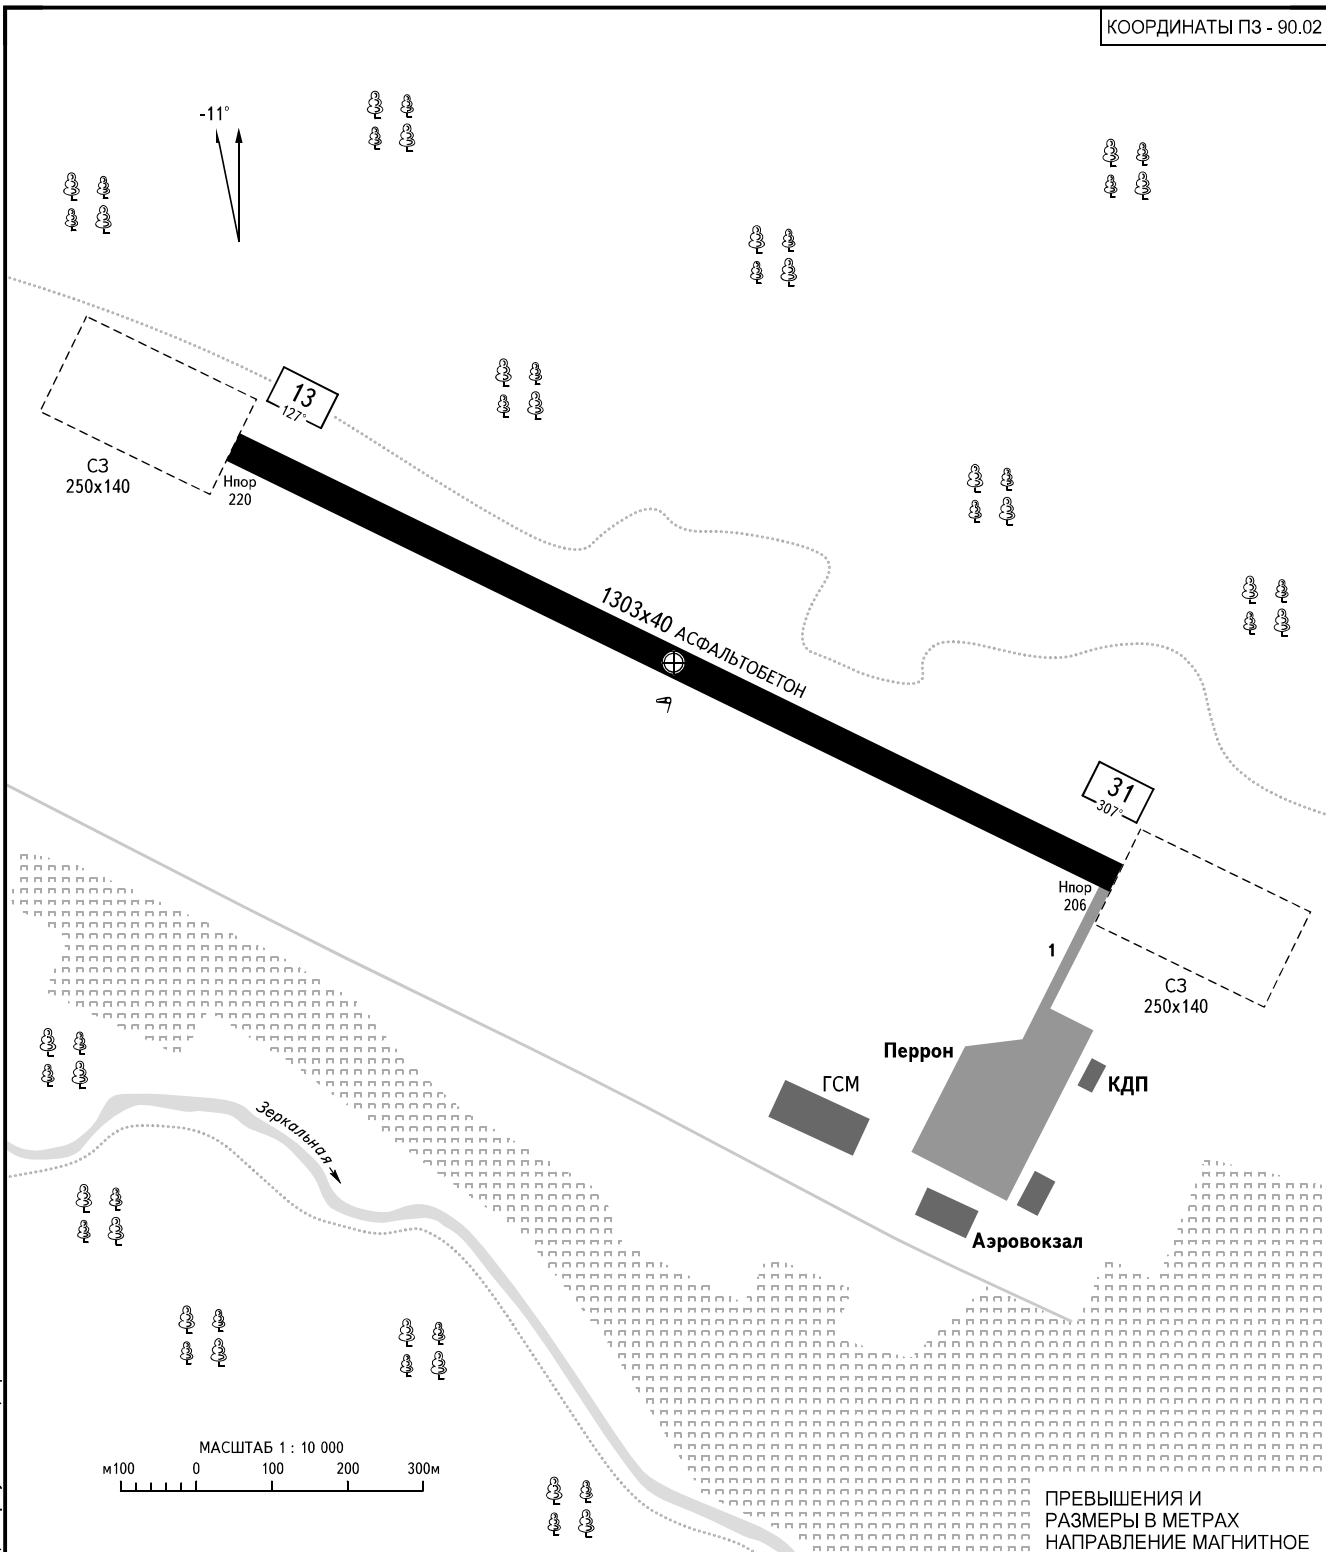 КООРДИНАТЫ ПЗ - 90.02
-11°
13
127°
СЗ
250x140
Нпор
220
1303x40 АСФАЛЬТОБЕТОН
31
307°
Нпор
206
1
СЗ
250x140
Перрон
ГСМ
КДП
Зеркальная
Аэровокзал
МАСШТАБ 1 : 10 000
м100 0 100 200 300м
ПРЕВЫШЕНИЯ И
РАЗМЕРЫ В МЕТРАХ
НАПРАВЛЕНИЕ МАГНИТНОЕ